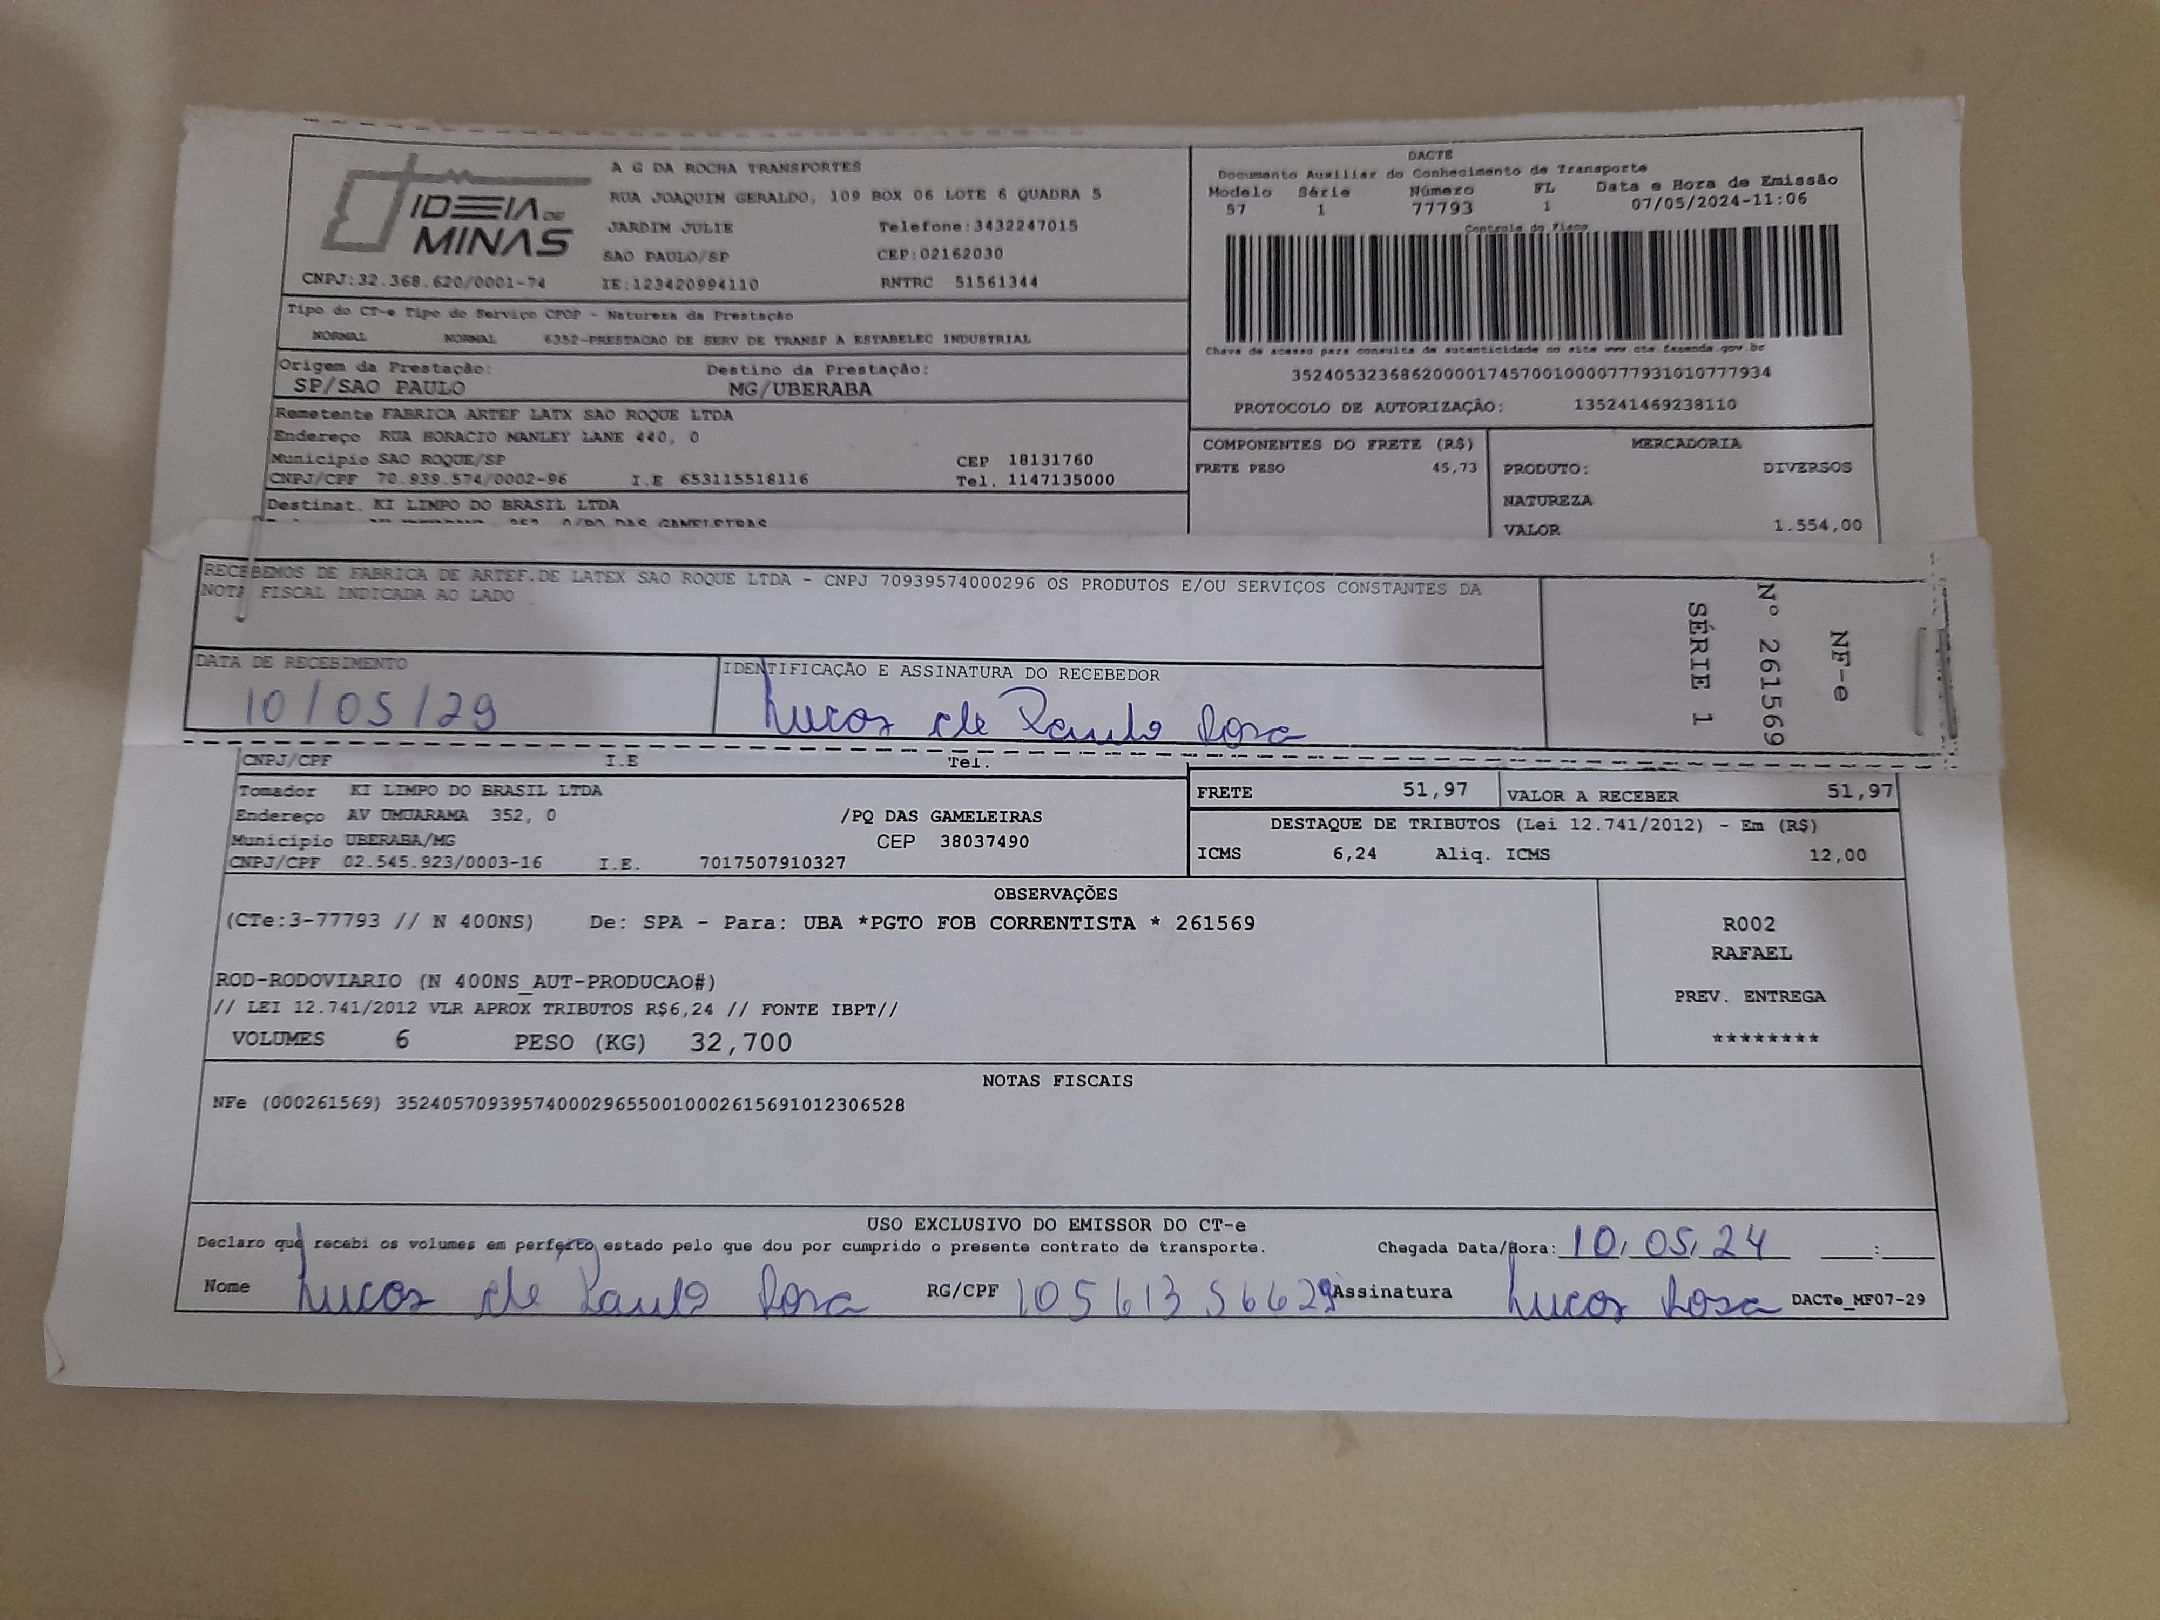 IDEIA DE
MINAS
A G DA ROCHA TRANSPORTES
RUA JOAQUIM GERALDO, 109 BOX 06 LOTE 6 QUADRA 5
JARDIM JULIE Telefone:3432247015
SAO PAULO/SP CEP:02162030
CNPJ:32.368.620/0001-74 IE:123420994110 RNTRC 51561344
Tipo do CT-e Tipo do Serviço CFOP - Natureza da Prestação
NORMAL NORMAL 6352-PRESTACAO DE SERV DE TRANSP A ESTABELEC INDUSTRIAL
Origem da Prestação: Destino da Prestação:
SP/SAO PAULO MG/UBERABA
Remetente FABRICA ARTEF LATX SAO ROQUE LTDA
Endereço RUA HORACIO MANLEY LANE 440, 0
Municipio SAO ROQUE/SP CEP 18131760
CNPJ/CPF 70.939.574/0002-96 I.E 653115518116 Tel. 1147135000
Destinat. KI LIMPO DO BRASIL LTDA
DACTE
Documento Auxiliar do Conhecimento de Transporte
Modelo Série Número FL Data e Hora de Emissão
57 1 77793 1 07/05/2024-11:06
Controle do Fisco
Chave de acesso para consulta de autenticidade no site www.cte.fazenda.gov.br
35240532368620000174570010000777931010777934
PROTOCOLO DE AUTORIZAÇÃO: 135241469238110
COMPONENTES DO FRETE (R$)
FRETE PESO 45,73
MERCADORIA
PRODUTO: DIVERSOS
NATUREZA
VALOR 1.554,00
RECEBEMOS DE FABRICA DE ARTEF.DE LATEX SAO ROQUE LTDA - CNPJ 70939574000296 OS PRODUTOS E/OU SERVIÇOS CONSTANTES DA
NOTA FISCAL INDICADA AO LADO
DATA DE RECEBIMENTO IDENTIFICAÇÃO E ASSINATURA DO RECEBEDOR
10/05/29 Lucas de Paulo Rosa
NF-e
Nº 261569
SÉRIE 1
CNPJ/CPF I.E Tel.
Tomador KI LIMPO DO BRASIL LTDA
Endereço AV UMUARAMA 352, 0 /PQ DAS GAMELEIRAS
Municipio UBERABA/MG CEP 38037490
CNPJ/CPF 02.545.923/0003-16 I.E. 7017507910327
FRETE 51,97 VALOR A RECEBER 51,97
DESTAQUE DE TRIBUTOS (Lei 12.741/2012) - Em (R$)
ICMS 6,24 Aliq. ICMS 12,00
OBSERVAÇÕES
(CTe:3-77793 // N 400NS) De: SPA - Para: UBA *PGTO FOB CORRENTISTA * 261569
ROD-RODOVIARIO (N 400NS_AUT-PRODUCAO#)
// LEI 12.741/2012 VLR APROX TRIBUTOS R$6,24 // FONTE IBPT//
VOLUMES 6 PESO (KG) 32,700
R002
RAFAEL
PREV. ENTREGA
********
NOTAS FISCAIS
NFe (000261569) 35240570939574000296550010002615691012306528
USO EXCLUSIVO DO EMISSOR DO CT-e
Declaro que recebi os volumes em perfeito estado pelo que dou por cumprido o presente contrato de transporte. Chegada Data/Hora: 10/05/24 ___:___
Nome Lucas de Paulo Rosa RG/CPF 10561356629 Assinatura Lucas Rosa DACTe_MF07-29